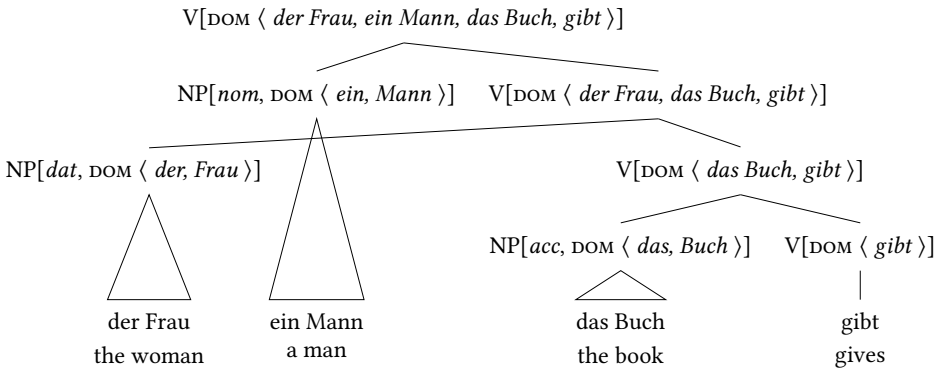 V[DOM ⟨ der Frau, ein Mann, das Buch, gibt ⟩]
NP[nom, DOM ⟨ ein, Mann ⟩] V[DOM ⟨ der Frau, das Buch, gibt ⟩]
NP[dat, DOM ⟨ der, Frau ⟩] V[DOM ⟨ das Buch, gibt ⟩]
NP[acc, DOM ⟨ das, Buch ⟩] V[DOM ⟨ gibt ⟩]
der Frau ein Mann das Buch gibt
the woman a man the book gives